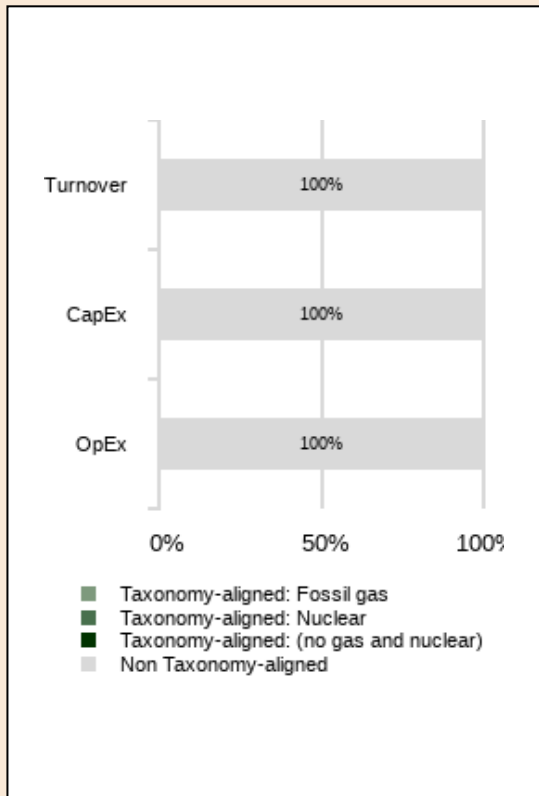 Turnover
100%
CapEx
100%
OpEx
100%
0% 50% 100%
Taxonomy-aligned: Fossil gas
Taxonomy-aligned: Nuclear
Taxonomy-aligned: (no gas and nuclear)
Non Taxonomy-aligned